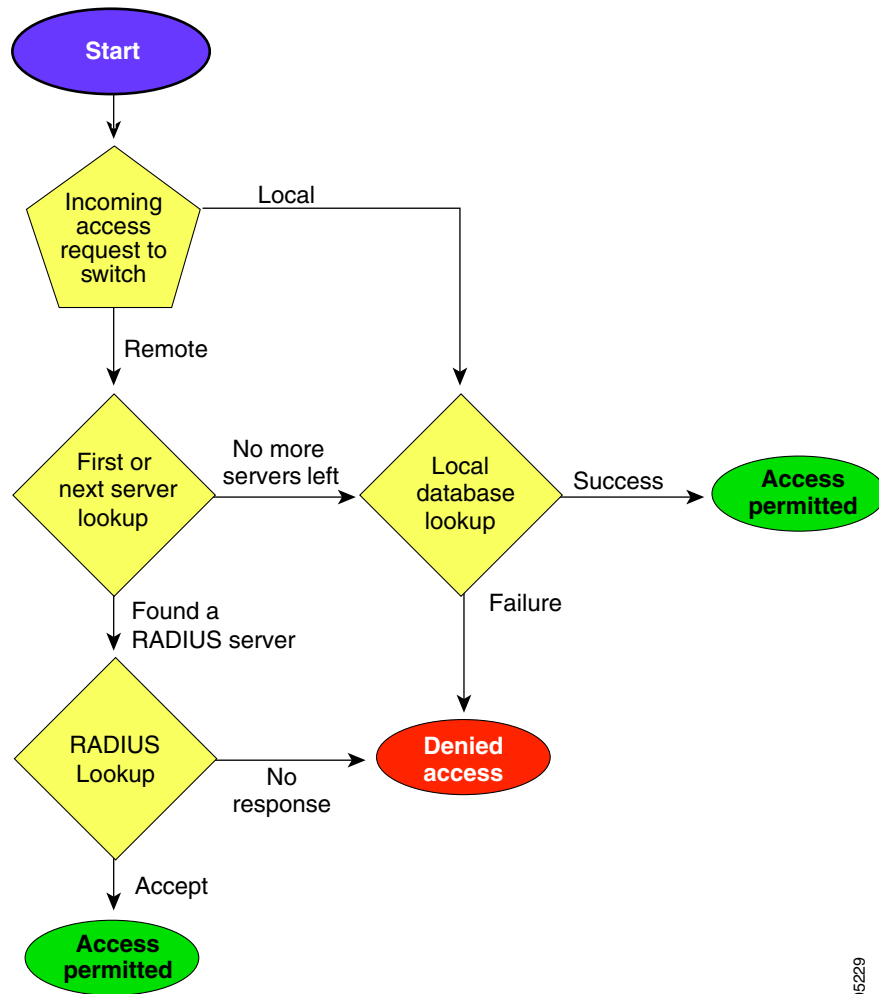 Start
Incoming
access
request to
switch
Local
Remote
First or
next server
lookup
No more
servers left
Local
database
lookup
Success
Access
permitted
Found a
RADIUS server
Failure
RADIUS
Lookup
No
response
Denied
access
Accept
Access
permitted